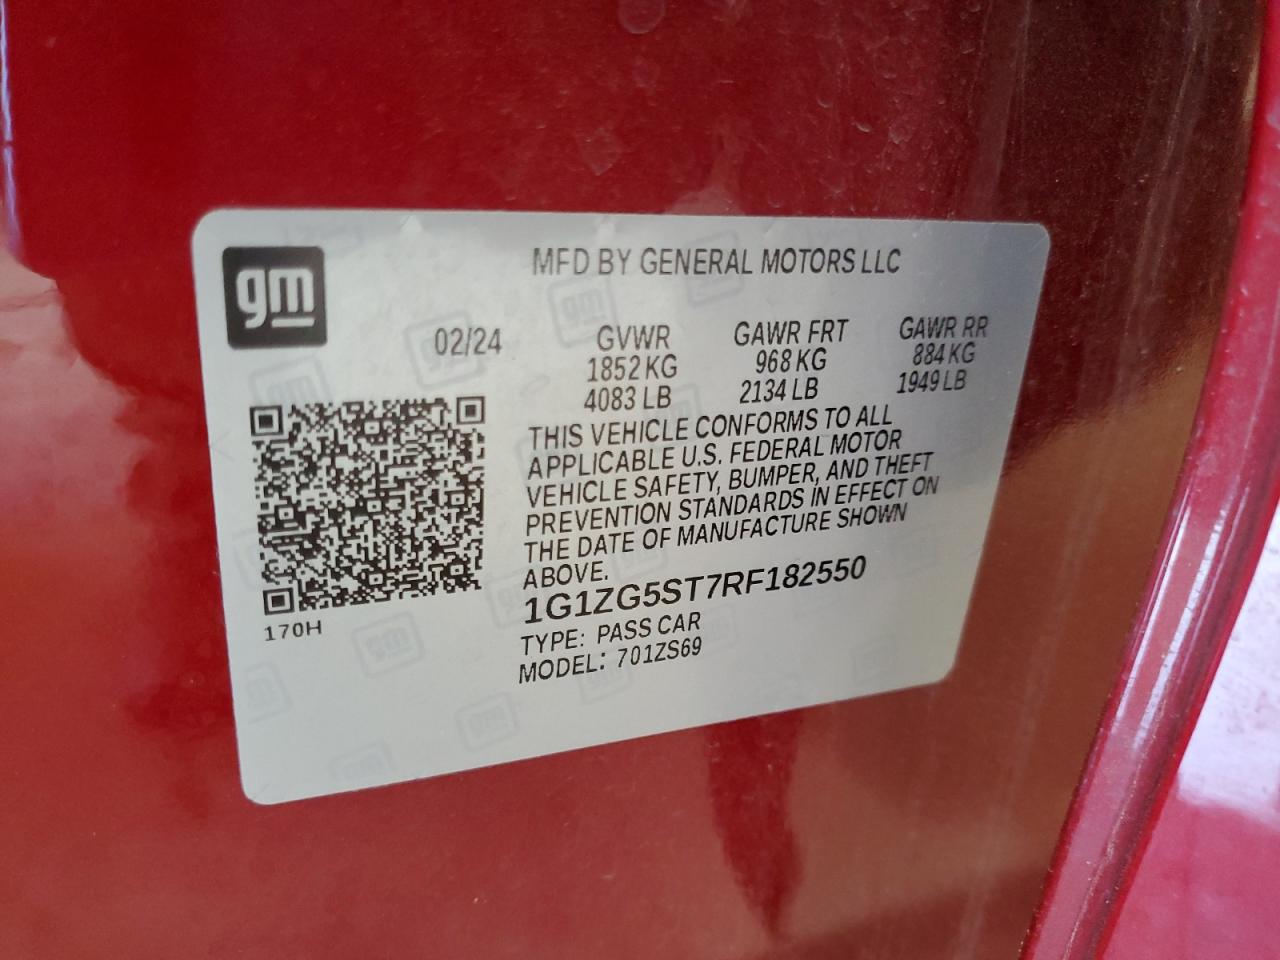 gm
MFD BY GENERAL MOTORS LLC
02/24 GVWR GAWR FRT GAWR RR
1852 KG 968 KG 884 KG
4083 LB 2134 LB 1949 LB
THIS VEHICLE CONFORMS TO ALL
APPLICABLE U.S. FEDERAL MOTOR
VEHICLE SAFETY, BUMPER, AND THEFT
PREVENTION STANDARDS IN EFFECT ON
THE DATE OF MANUFACTURE SHOWN
ABOVE.
1G1ZG5ST7RF182550
170H
TYPE: PASS CAR
MODEL: 701ZS69